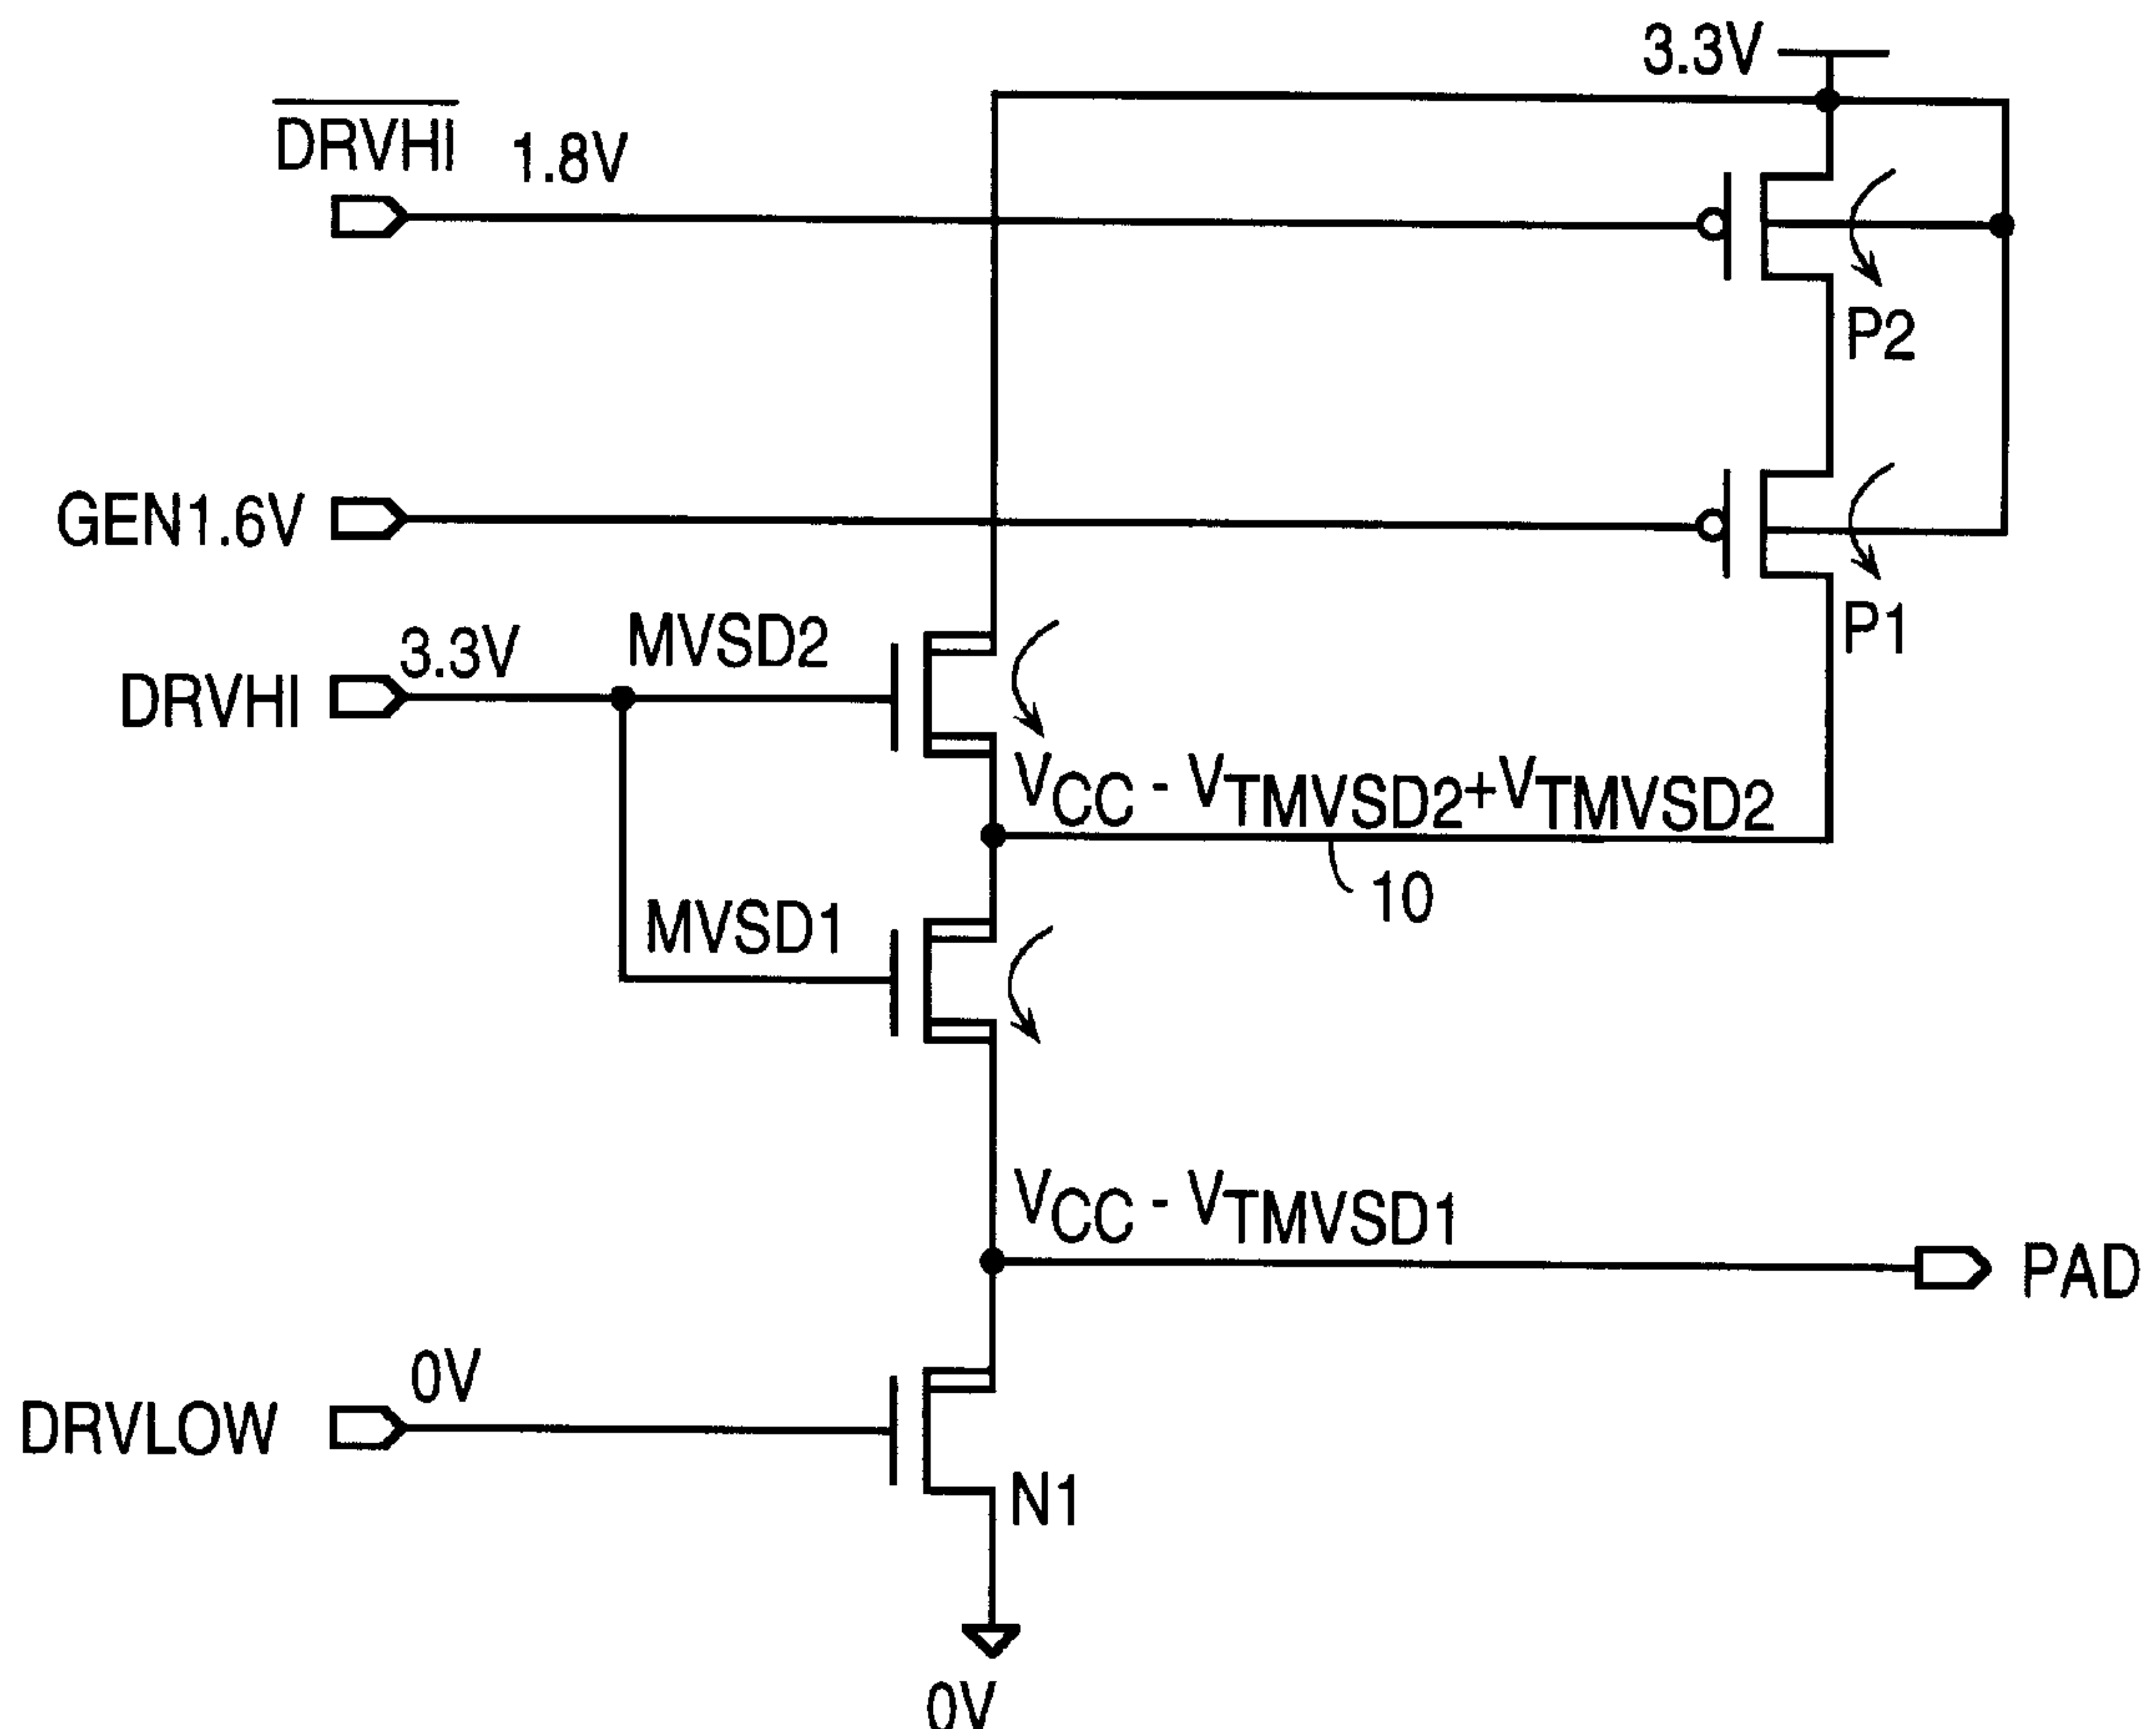 3.3V
DRVHI
1.8V
P2
GEN1.6V
P1
MVSD2
3.3V
DRVHI
VCC - VTMVSD2+VTMVSD2
10
MVSD1
VCC - VTMVSD1
PAD
0V
DRVLOW
N1
0V